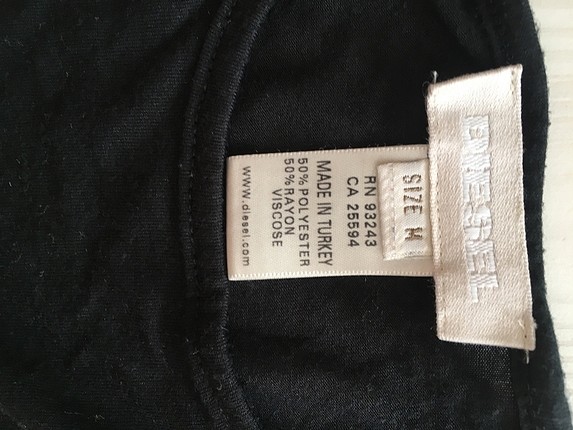 DIESEL
SIZE M
RN 93243
CA 25594
MADE IN TURKEY
50% POLYESTER
50% RAYON
VISCOSE
www.diesel.com